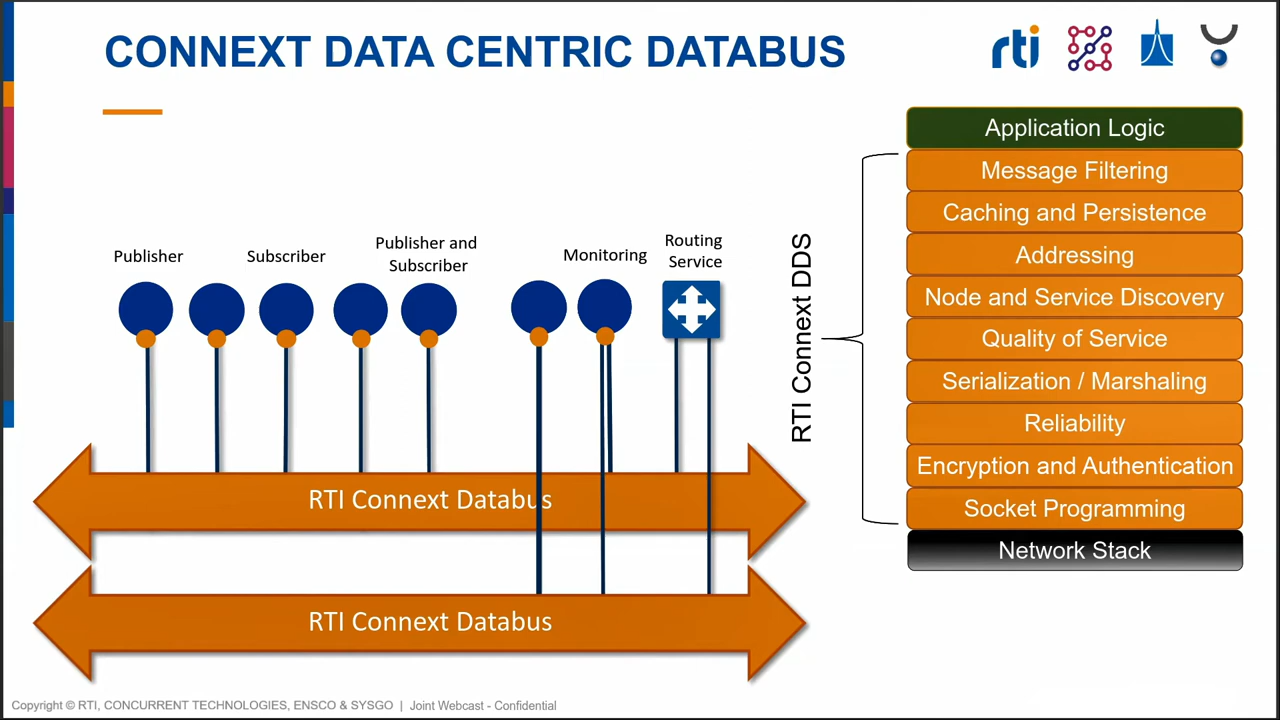 CONNEXT DATA CENTRIC DATABUS
rti
Publisher
Subscriber
Publisher and
Subscriber
Monitoring
Routing
Service
RTI Connext Databus
RTI Connext Databus
RTI Connext DDS
Application Logic
Message Filtering
Caching and Persistence
Addressing
Node and Service Discovery
Quality of Service
Serialization / Marshaling
Reliability
Encryption and Authentication
Socket Programming
Network Stack
Copyright © RTI, CONCURRENT TECHNOLOGIES, ENSCO & SYSGO | Joint Webcast - Confidential